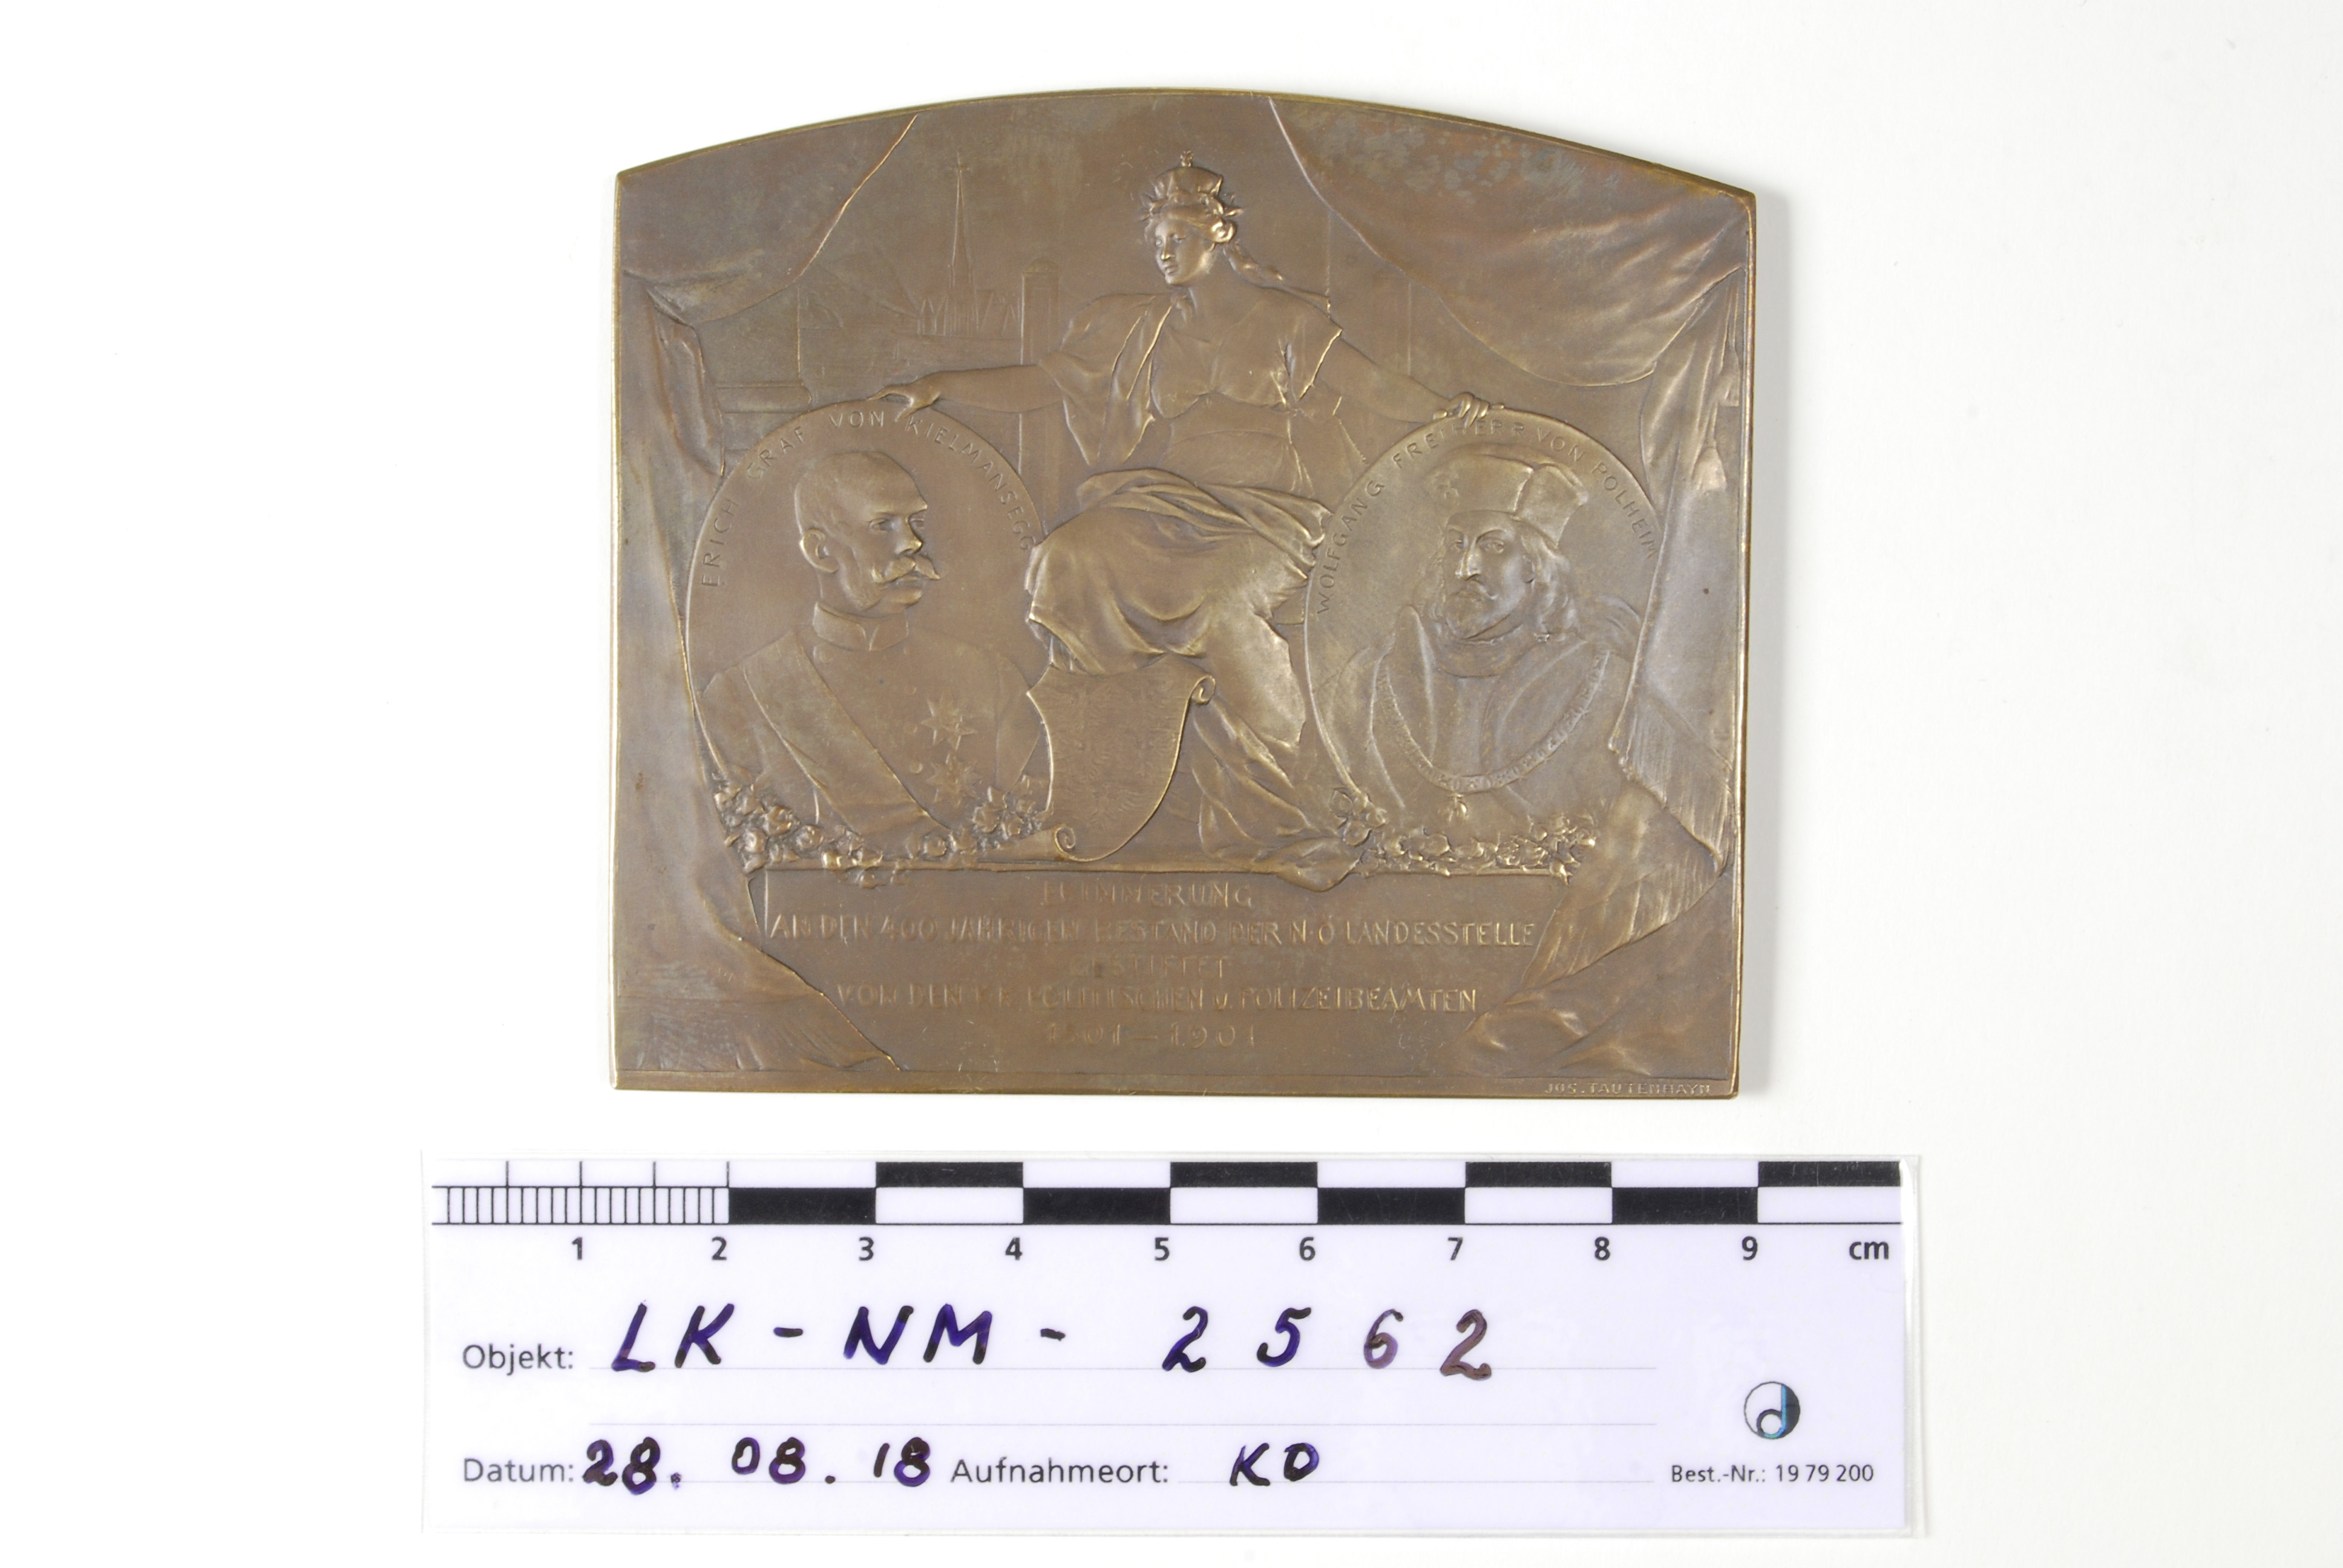 ERICH GRAF VON KIELMANSEGG
WOLFGANG FREIHERR VON POLHEIM
ERINNERUNG
AN DEN 400 JÄHRIGEN BESTAND DER N.Ö LANDESSTELLE
GESTIFTET
VON DEN K.K. POLITISCHEN U. POLIZEIBEAMTEN
1501–1901
JOS. TAUTENHAYN
1 2 3 4 5 6 7 8 9 cm
Objekt: LK-NM-2562
Datum: 28.08.18 Aufnahmeort: KO
Best.-Nr.: 19 79 200